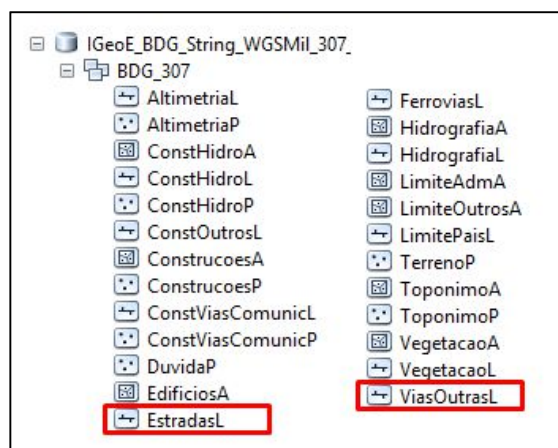 IGeoE_BDG_String_WGSMil_307_
BDG_307
AltimetriaL
AltimetriaP
ConstHidroA
ConstHidroL
ConstHidroP
ConstOutrosL
ConstrucoesA
ConstrucoesP
ConstViasComunicL
ConstViasComunicP
DuvidaP
EdificiosA
EstradasL
FerroviasL
HidrografiaA
HidrografiaL
LimiteAdmA
LimiteOutrosA
LimitePaisL
TerrenoP
ToponimoA
ToponimoP
VegetacaoA
VegetacaoL
ViasOutrasL